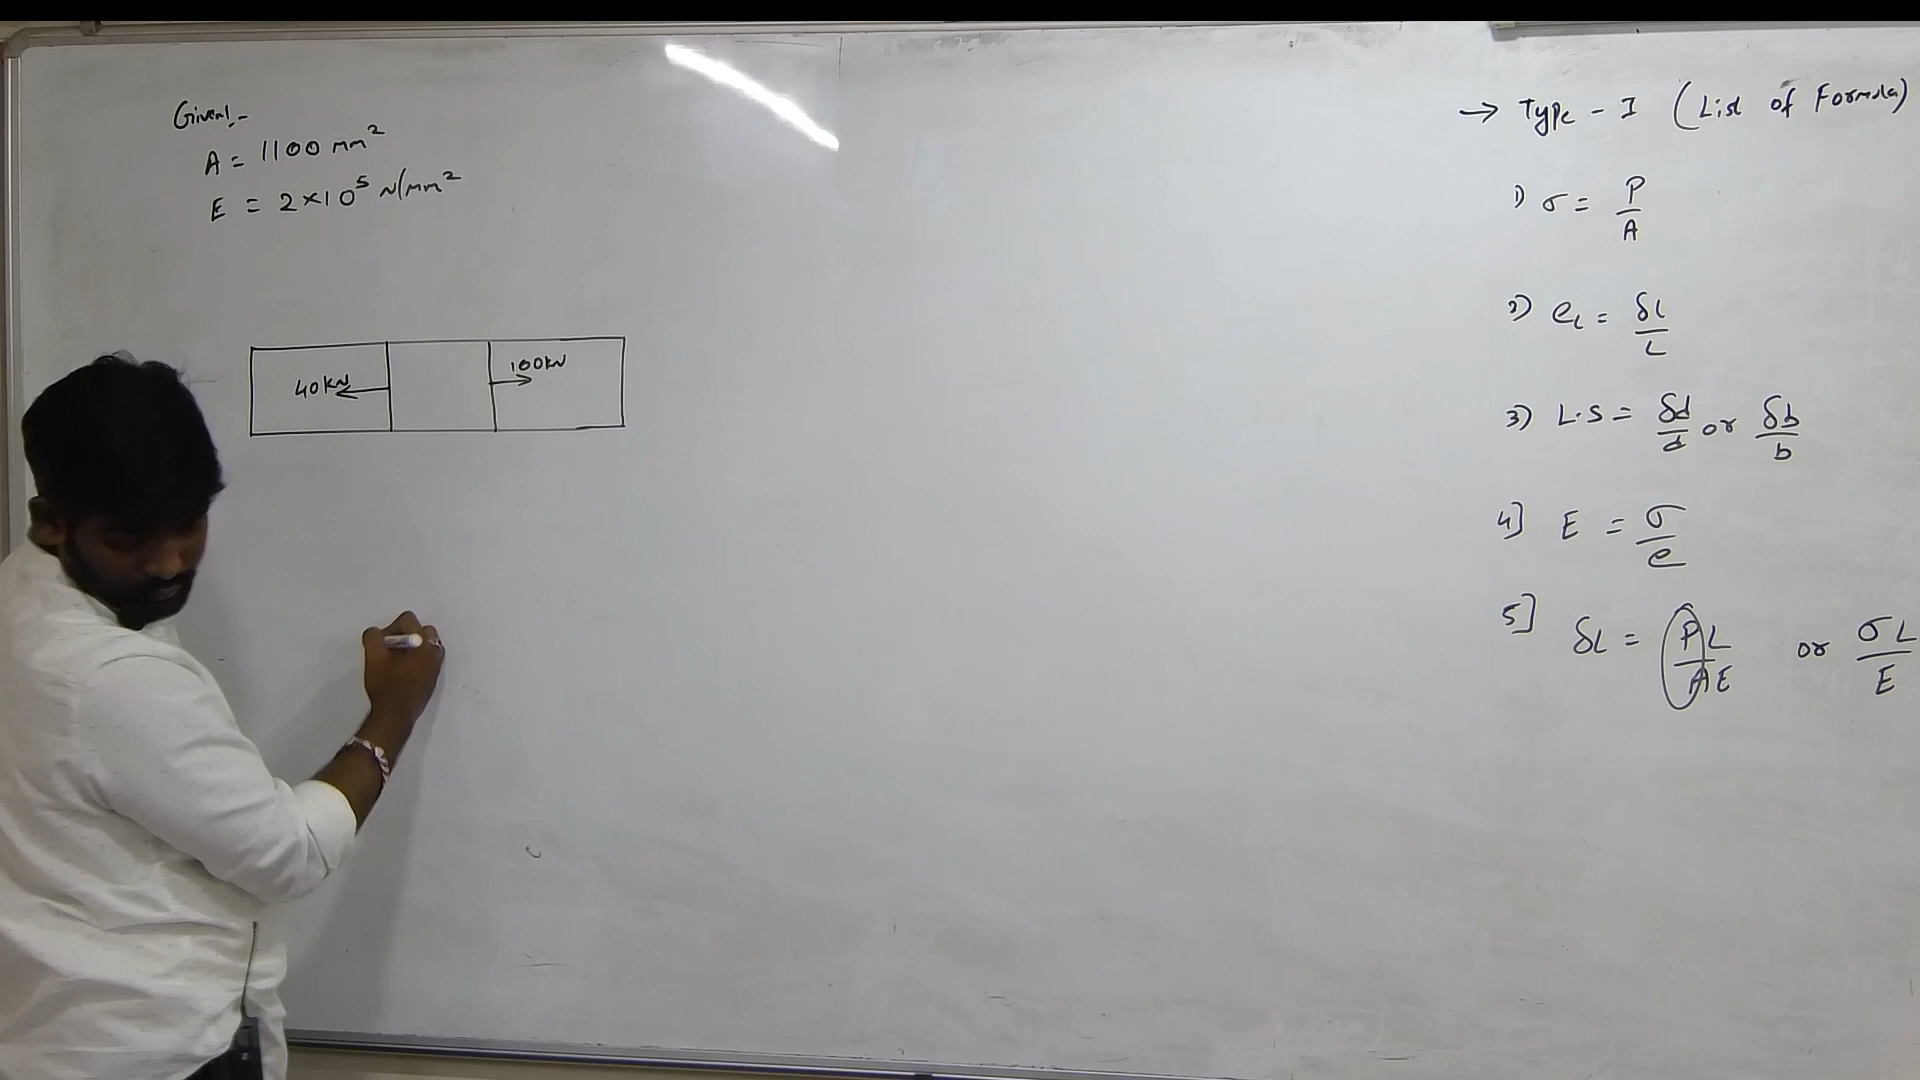 Given:-
A = 1100 mm²
E = 2×10⁵ N/mm²
40kN
100kN
→ Type - I (List of Formula)
1) σ = P/A
2) eL = δL/L
3) L.S = δd/d or δb/b
4] E = σ/e
5] δL = PL/AE or σL/E